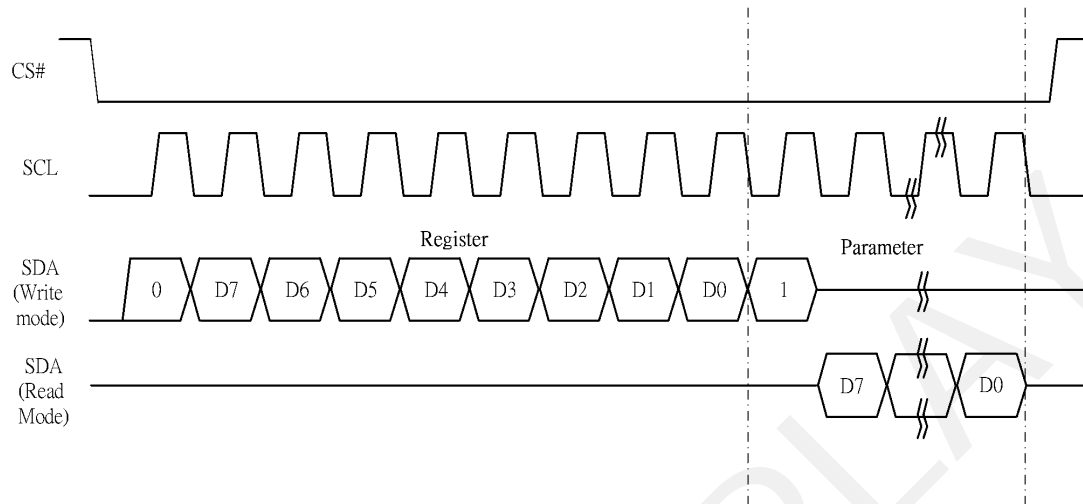 CS#
SCL
Register
Parameter
SDA
(Write
mode)
0 D7 D6 D5 D4 D3 D2 D1 D0 1
SDA
(Read
Mode)
D7 D0
PLAY